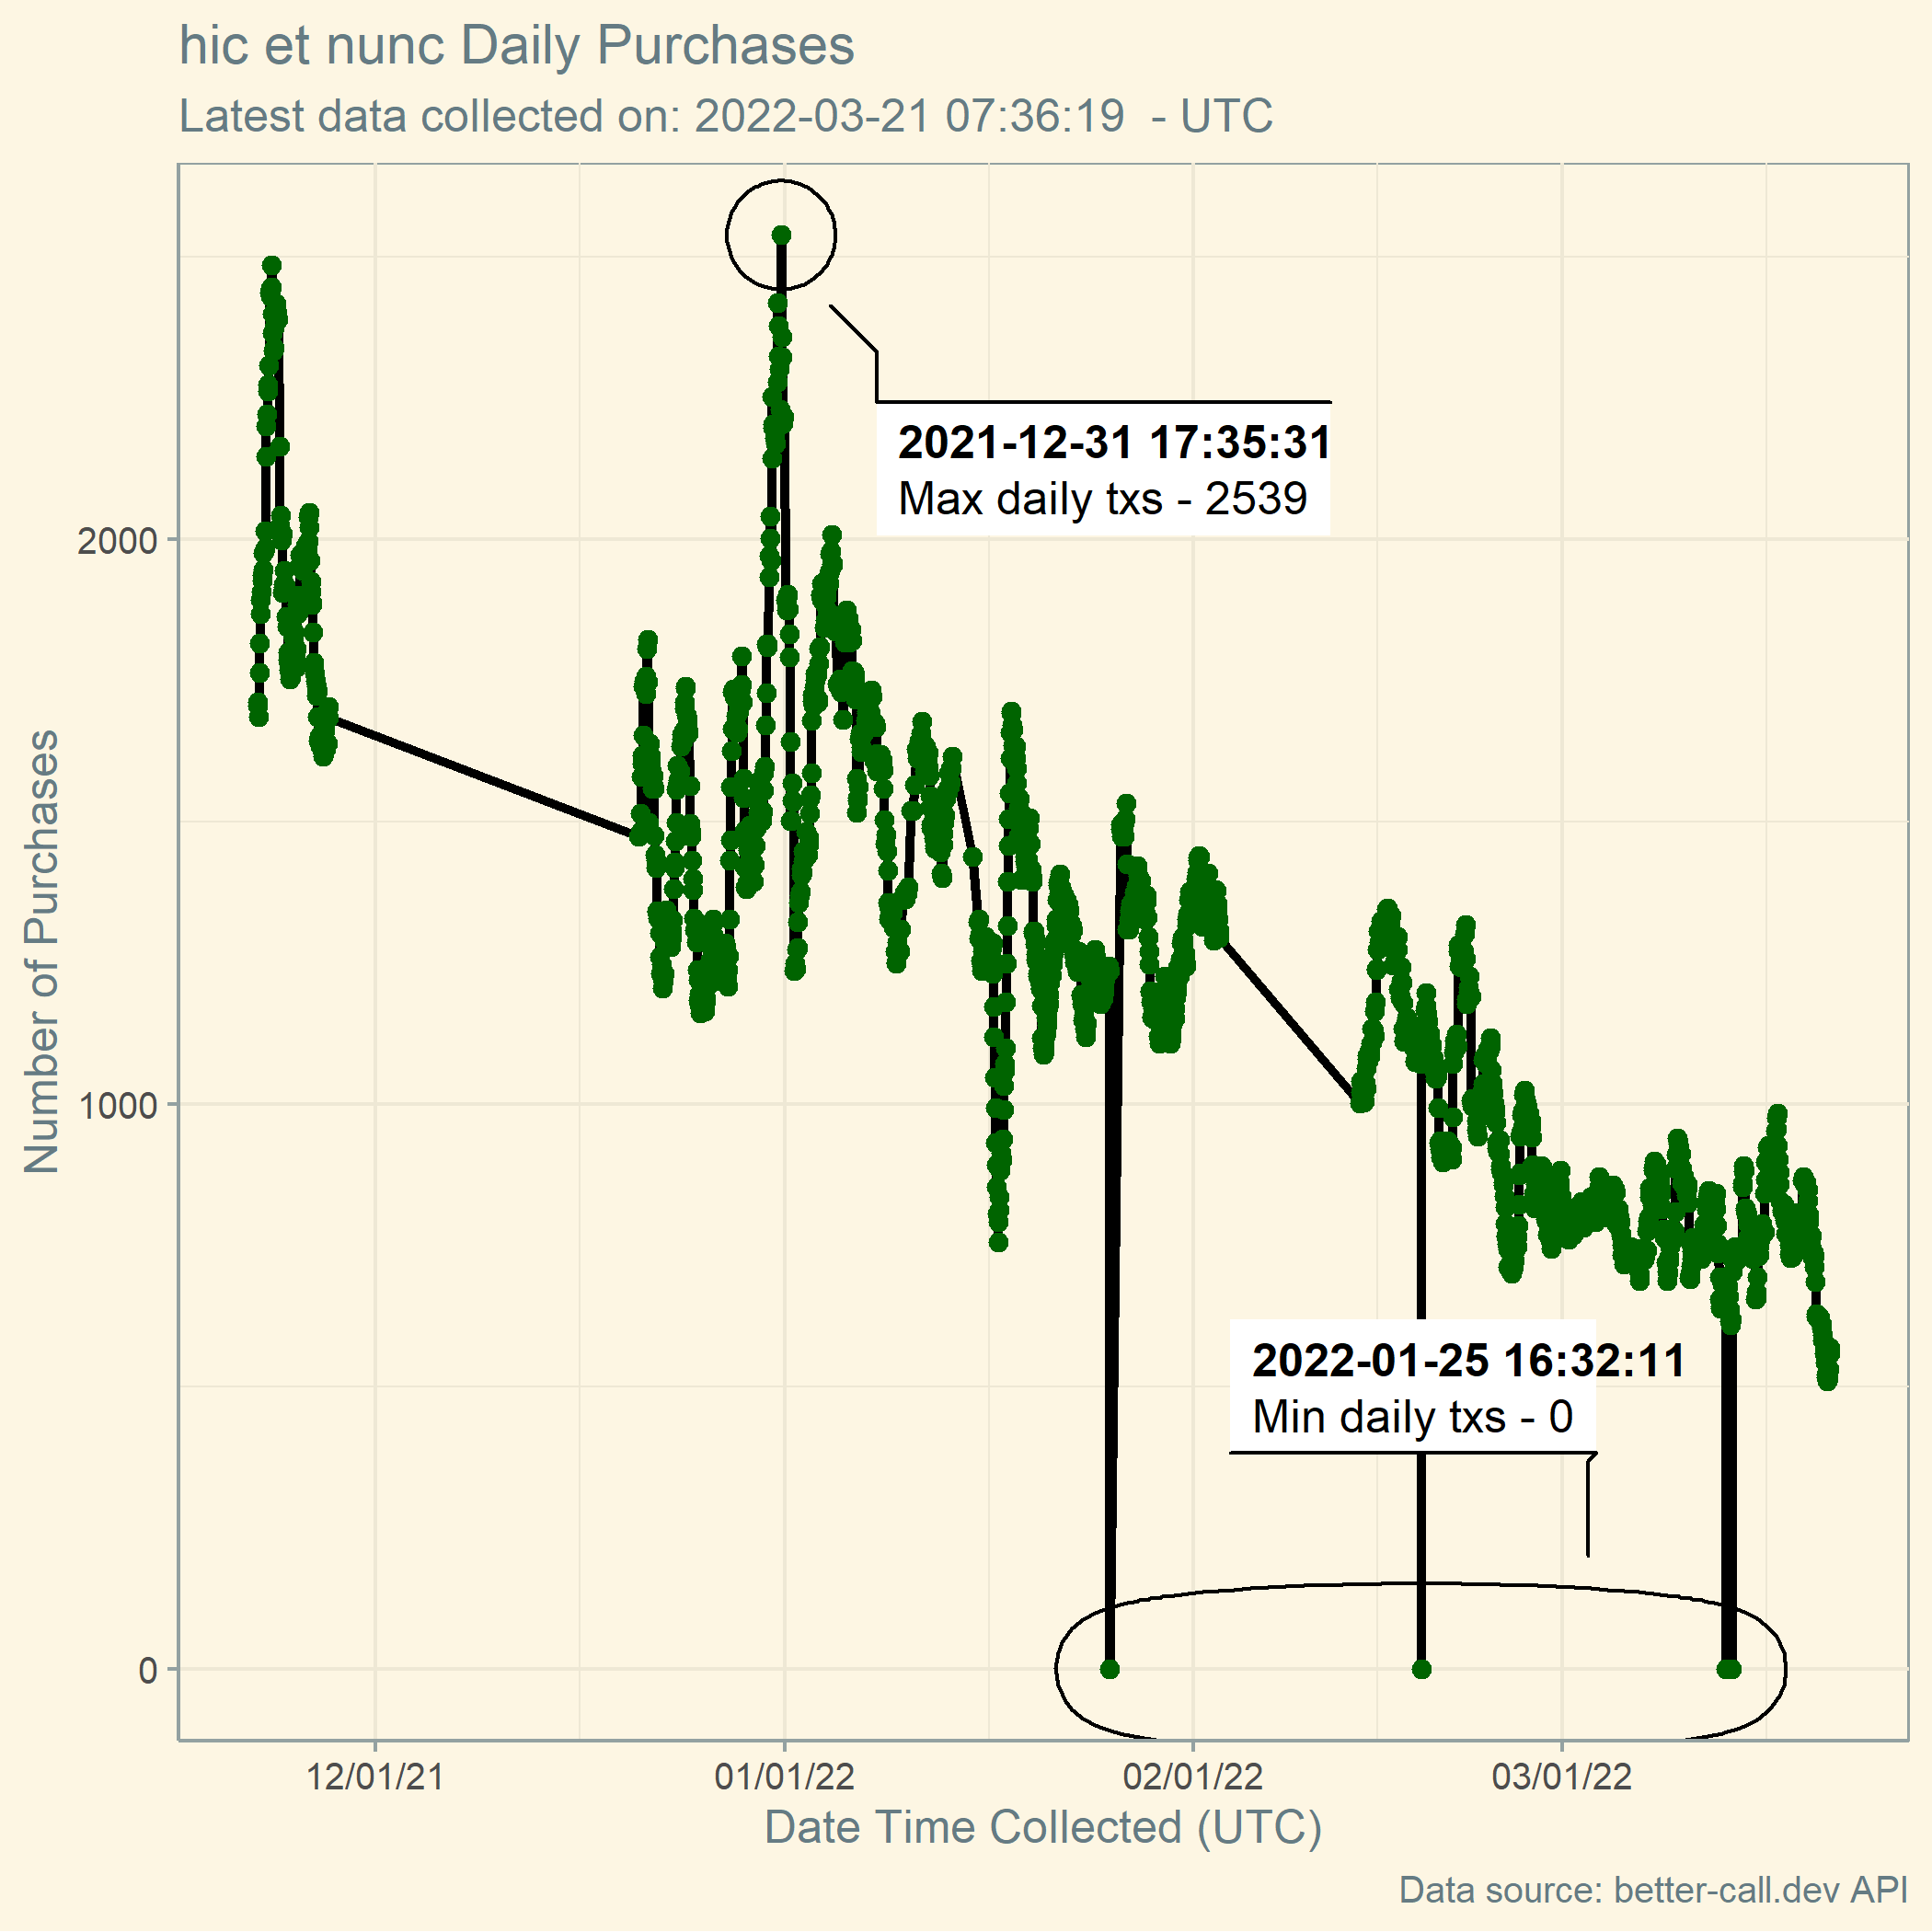 hic et nunc Daily Purchases
Latest data collected on: 2022-03-21 07:36:19  - UTC
2021-12-31 17:35:31
Max daily txs - 2539
2000
Number of Purchases
1000
2022-01-25 16:32:11
Min daily txs - 0
0
12/01/21 01/01/22 02/01/22 03/01/22
Date Time Collected (UTC)
Data source: better-call.dev API